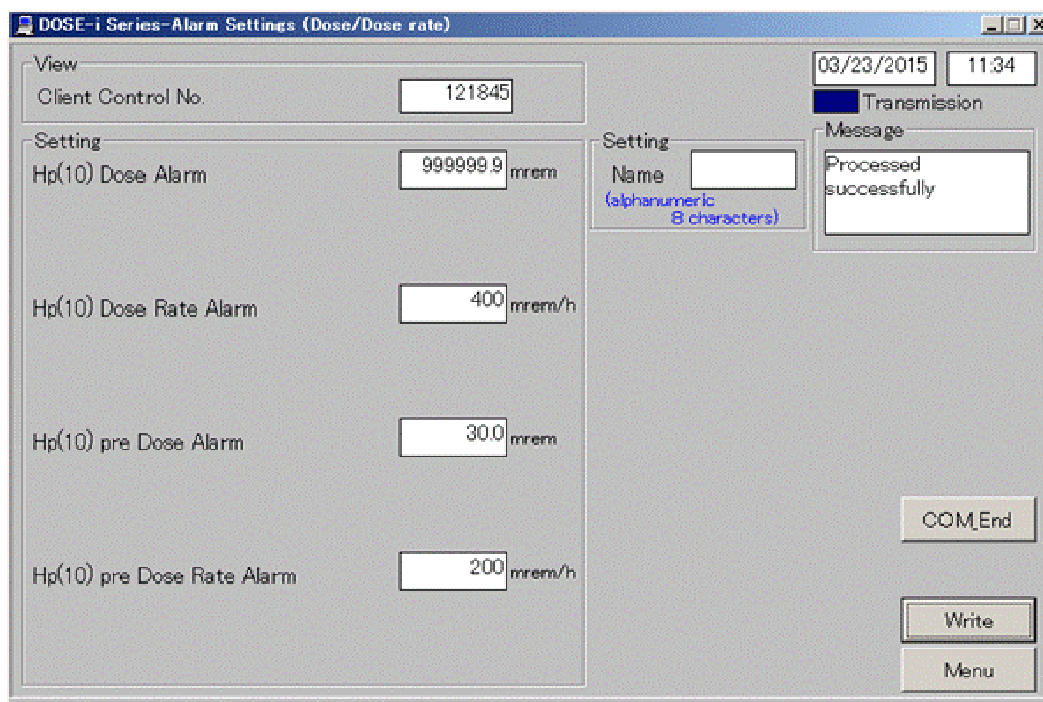 DOSE-i Series-Alarm Settings (Dose/Dose rate)
View
Client Control No. 121845
03/23/2015 11:34
Transmission
Setting
Hp(10) Dose Alarm 999999.9 mrem
Hp(10) Dose Rate Alarm 400 mrem/h
Hp(10) pre Dose Alarm 30.0 mrem
Hp(10) pre Dose Rate Alarm 200 mrem/h
Setting
Name
(alphanumeric
8 characters)
Message
Processed
successfully
COM_End
Write
Menu